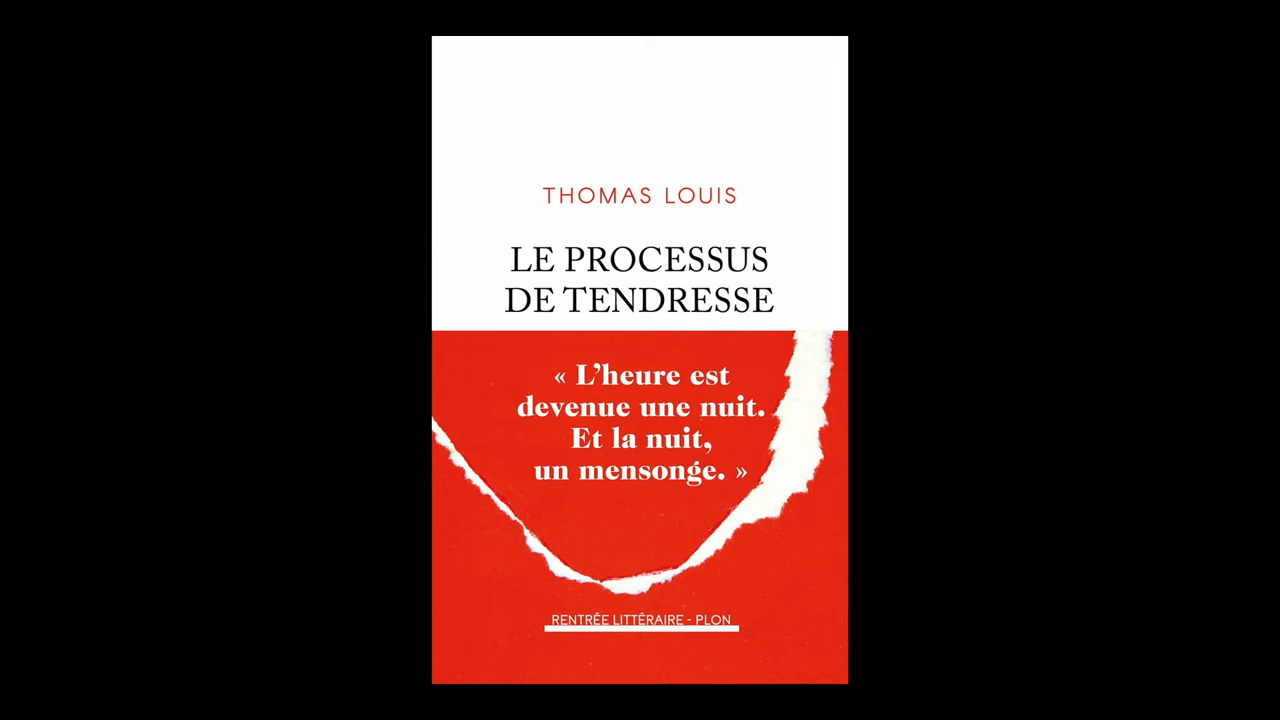 THOMAS LOUIS
LE PROCESSUS
DE TENDRESSE
« L’heure est
devenue une nuit.
Et la nuit,
un mensonge. »
RENTRÉE LITTÉRAIRE - PLON